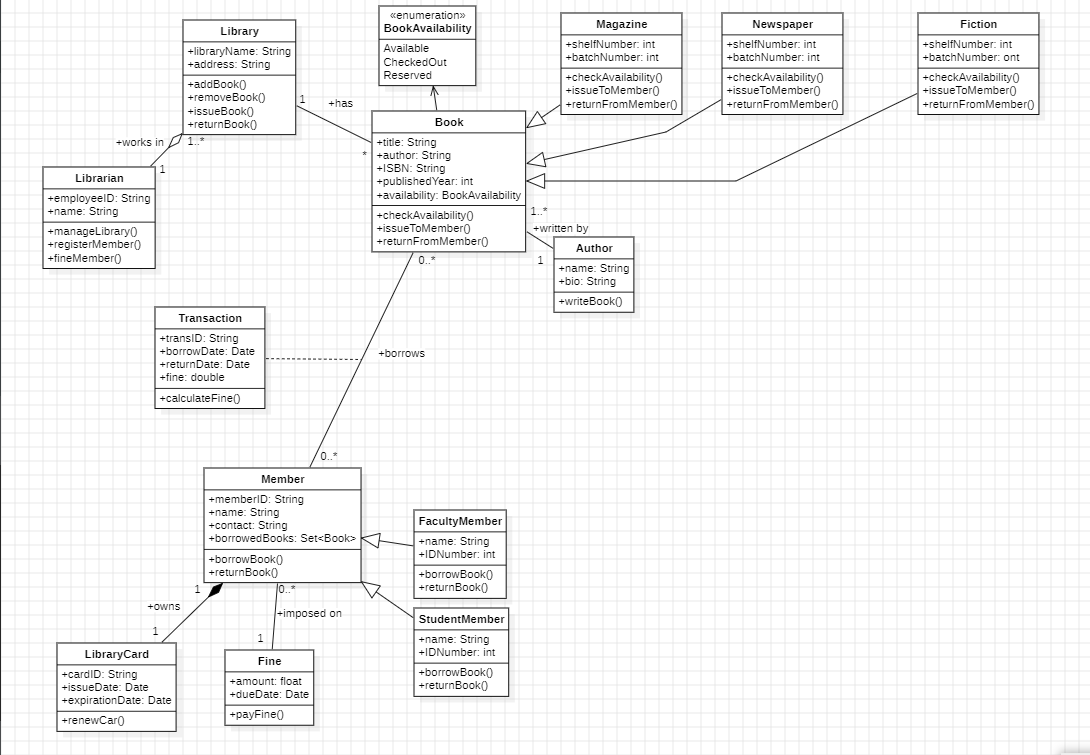 Library
+libraryName: String
+address: String
+addBook()
+removeBook()
+issueBook()
+returnBook()
«enumeration»
BookAvailability
Available
CheckedOut
Reserved
Magazine
+shelfNumber: int
+batchNumber: int
+checkAvailability()
+issueToMember()
+returnFromMember()
Newspaper
+shelfNumber: int
+batchNumber: int
+checkAvailability()
+issueToMember()
+returnFromMember()
Fiction
+shelfNumber: int
+batchNumber: ont
+checkAvailability()
+issueToMember()
+returnFromMember()
1
+has
*
Book
+title: String
+author: String
+ISBN: String
+publishedYear: int
+availability: BookAvailability
+checkAvailability()
+issueToMember()
+returnFromMember()
+works in
1..*
1
Librarian
+employeeID: String
+name: String
+manageLibrary()
+registerMember()
+fineMember()
1..*
+written by
1
Author
+name: String
+bio: String
+writeBook()
0..*
Transaction
+transID: String
+borrowDate: Date
+returnDate: Date
+fine: double
+calculateFine()
+borrows
0..*
Member
+memberID: String
+name: String
+contact: String
+borrowedBooks: Set<Book>
+borrowBook()
+returnBook()
FacultyMember
+name: String
+IDNumber: int
+borrowBook()
+returnBook()
StudentMember
+name: String
+IDNumber: int
+borrowBook()
+returnBook()
1
+owns
1
0..*
+imposed on
1
LibraryCard
+cardID: String
+issueDate: Date
+expirationDate: Date
+renewCar()
Fine
+amount: float
+dueDate: Date
+payFine()